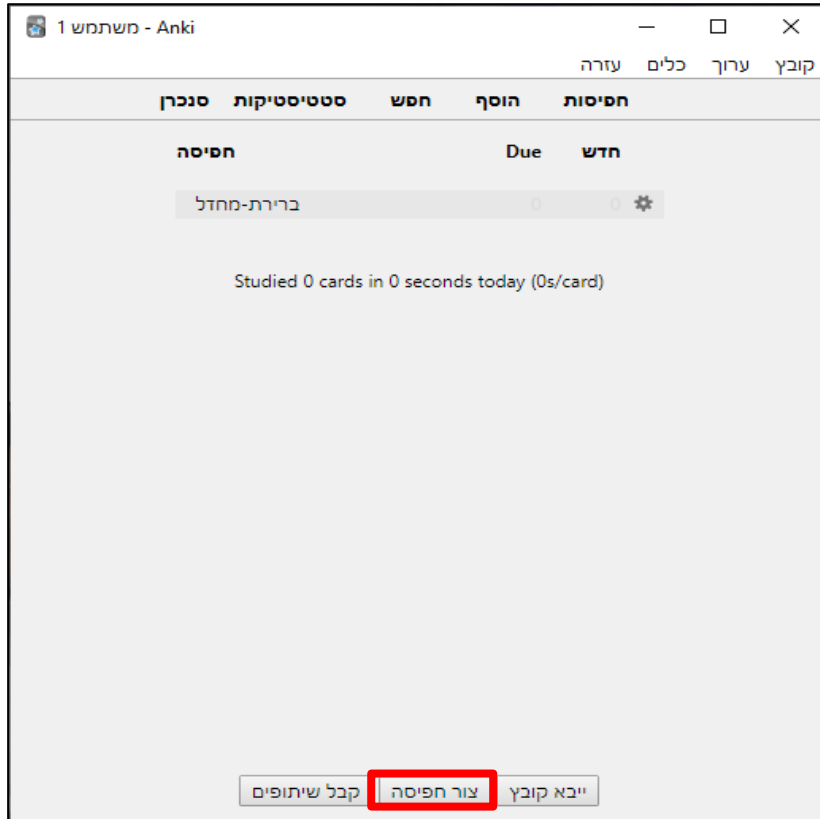 משתמש 1 - Anki
קובץ ערוך כלים עזרה
חפיסות הוסף חפש סטטיסטיקות סנכרן
חפיסה Due חדש
ברירת-מחדל 0 0
Studied 0 cards in 0 seconds today (0s/card)
קבל שיתופים צור חפיסה ייבא קובץ